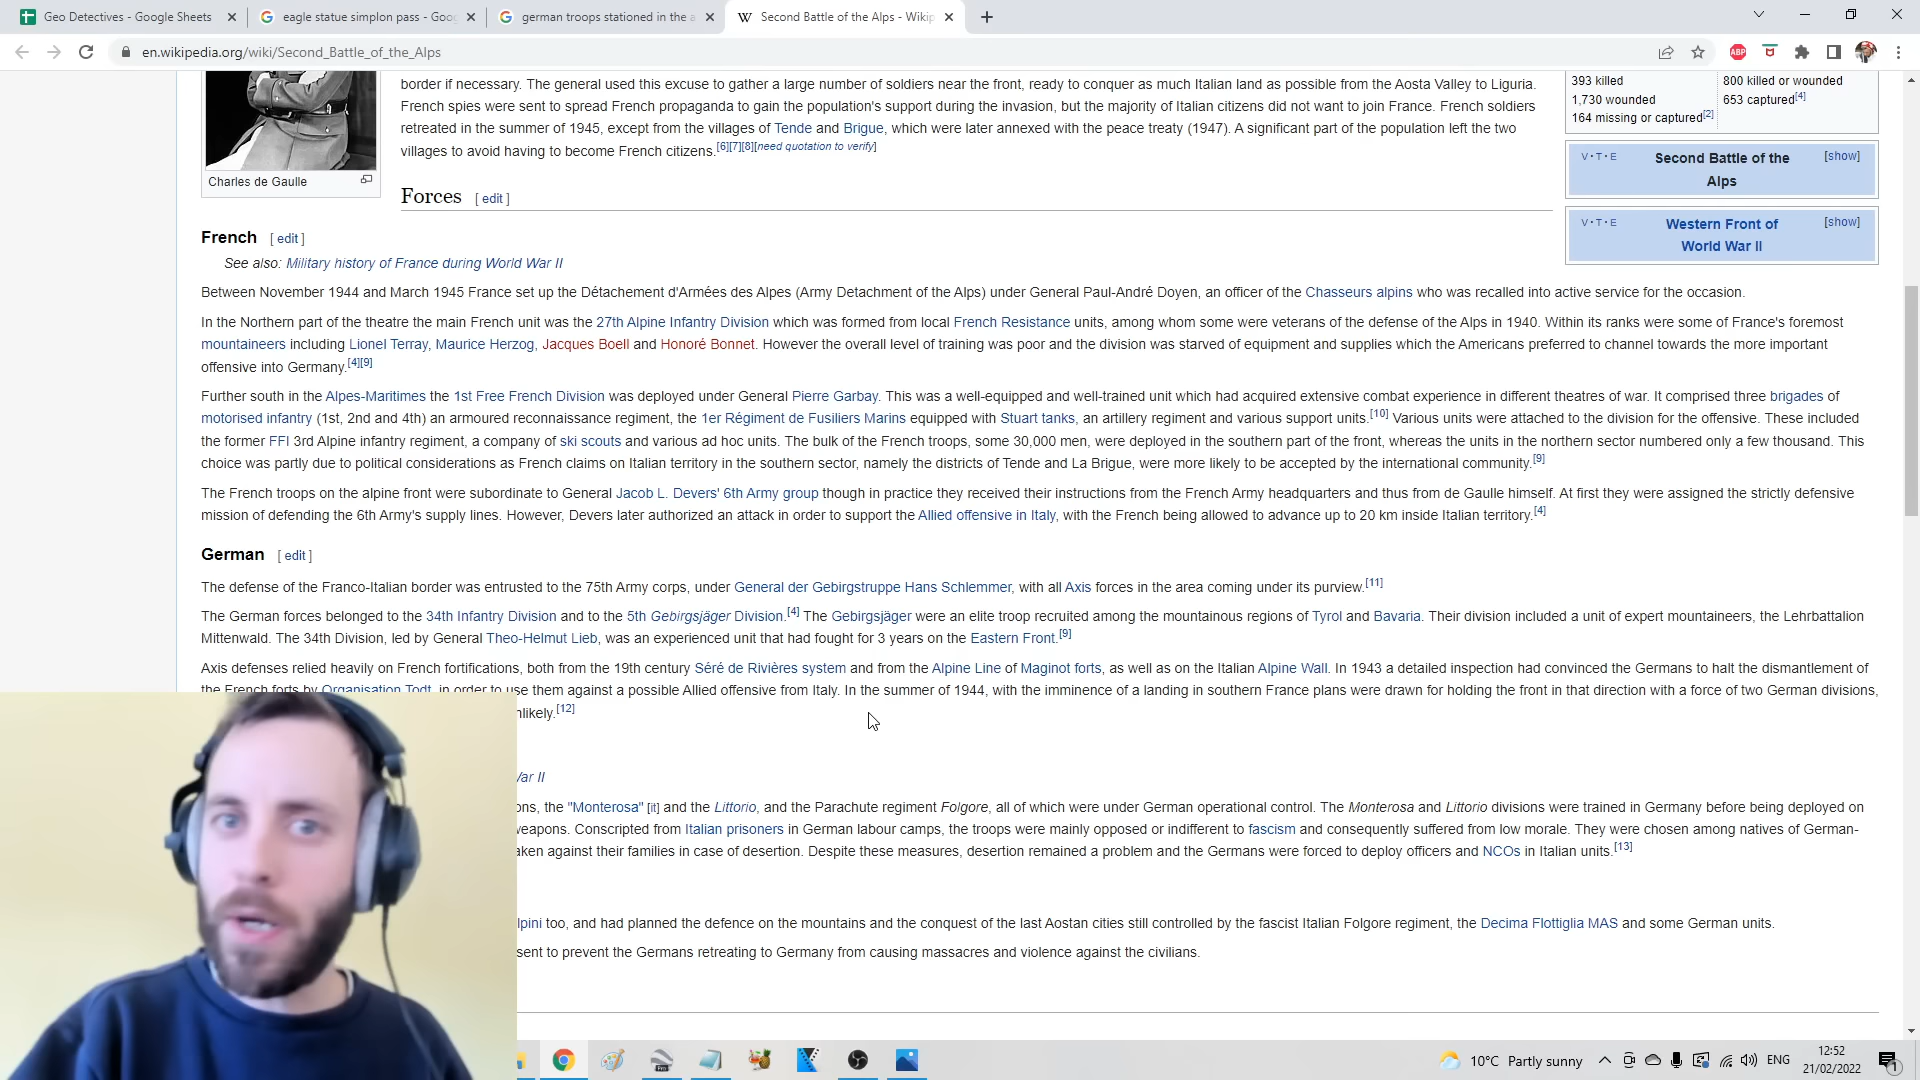 Geo Detectives - Google Sheets
eagle statue simplon pass - Goog
german troops stationed in the a
Second Battle of the Alps - Wikip
en.wikipedia.org/wiki/Second_Battle_of_the_Alps
ABP
border if necessary. The general used this excuse to gather a large number of soldiers near the front, ready to conquer as much Italian land as possible from the Aosta Valley to Liguria.
French spies were sent to spread French propaganda to gain the population's support during the invasion, but the majority of Italian citizens did not want to join France. French soldiers
retreated in the summer of 1945, except from the villages of Tende and Brigue, which were later annexed with the peace treaty (1947). A significant part of the population left the two
villages to avoid having to become French citizens.[6][7][8][need quotation to verify]
Charles de Gaulle
393 killed
1,730 wounded
164 missing or captured[2]
800 killed or wounded
653 captured[4]
V·T·E Second Battle of the [show]
Alps
V·T·E Western Front of [show]
World War II
Forces [ edit ]
French [ edit ]
See also: Military history of France during World War II
Between November 1944 and March 1945 France set up the Détachement d'Armées des Alpes (Army Detachment of the Alps) under General Paul-André Doyen, an officer of the Chasseurs alpins who was recalled into active service for the occasion.
In the Northern part of the theatre the main French unit was the 27th Alpine Infantry Division which was formed from local French Resistance units, among whom some were veterans of the defense of the Alps in 1940. Within its ranks were some of France's foremost
mountaineers including Lionel Terray, Maurice Herzog, Jacques Boell and Honoré Bonnet. However the overall level of training was poor and the division was starved of equipment and supplies which the Americans preferred to channel towards the more important
offensive into Germany.[4][9]
Further south in the Alpes-Maritimes the 1st Free French Division was deployed under General Pierre Garbay. This was a well-equipped and well-trained unit which had acquired extensive combat experience in different theatres of war. It comprised three brigades of
motorised infantry (1st, 2nd and 4th) an armoured reconnaissance regiment, the 1er Régiment de Fusiliers Marins equipped with Stuart tanks, an artillery regiment and various support units.[10] Various units were attached to the division for the offensive. These included
the former FFI 3rd Alpine infantry regiment, a company of ski scouts and various ad hoc units. The bulk of the French troops, some 30,000 men, were deployed in the southern part of the front, whereas the units in the northern sector numbered only a few thousand. This
choice was partly due to political considerations as French claims on Italian territory in the southern sector, namely the districts of Tende and La Brigue, were more likely to be accepted by the international community.[9]
The French troops on the alpine front were subordinate to General Jacob L. Devers' 6th Army group though in practice they received their instructions from the French Army headquarters and thus from de Gaulle himself. At first they were assigned the strictly defensive
mission of defending the 6th Army's supply lines. However, Devers later authorized an attack in order to support the Allied offensive in Italy, with the French being allowed to advance up to 20 km inside Italian territory.[4]
German [ edit ]
The defense of the Franco-Italian border was entrusted to the 75th Army corps, under General der Gebirgstruppe Hans Schlemmer, with all Axis forces in the area coming under its purview.[11]
The German forces belonged to the 34th Infantry Division and to the 5th Gebirgsjäger Division.[4] The Gebirgsjäger were an elite troop recruited among the mountainous regions of Tyrol and Bavaria. Their division included a unit of expert mountaineers, the Lehrbattalion
Mittenwald. The 34th Division, led by General Theo-Helmut Lieb, was an experienced unit that had fought for 3 years on the Eastern Front.[9]
Axis defenses relied heavily on French fortifications, both from the 19th century Séré de Rivières system and from the Alpine Line of Maginot forts, as well as on the Italian Alpine Wall. In 1943 a detailed inspection had convinced the Germans to halt the dismantlement of
the French forts by Organisation Todt, in order to use them against a possible Allied offensive from Italy. In the summer of 1944, with the imminence of a landing in southern France plans were drawn for holding the front in that direction with a force of two German divisions,
nlikely.[12]
War II
ons, the "Monterosa" [it] and the Littorio, and the Parachute regiment Folgore, all of which were under German operational control. The Monterosa and Littorio divisions were trained in Germany before being deployed on
weapons. Conscripted from Italian prisoners in German labour camps, the troops were mainly opposed or indifferent to fascism and consequently suffered from low morale. They were chosen among natives of German-
aken against their families in case of desertion. Despite these measures, desertion remained a problem and the Germans were forced to deploy officers and NCOs in Italian units.[13]
lpini too, and had planned the defence on the mountains and the conquest of the last Aostan cities still controlled by the fascist Italian Folgore regiment, the Decima Flottiglia MAS and some German units.
sent to prevent the Germans retreating to Germany from causing massacres and violence against the civilians.
10°C Partly sunny
ENG
12:52
21/02/2022
1